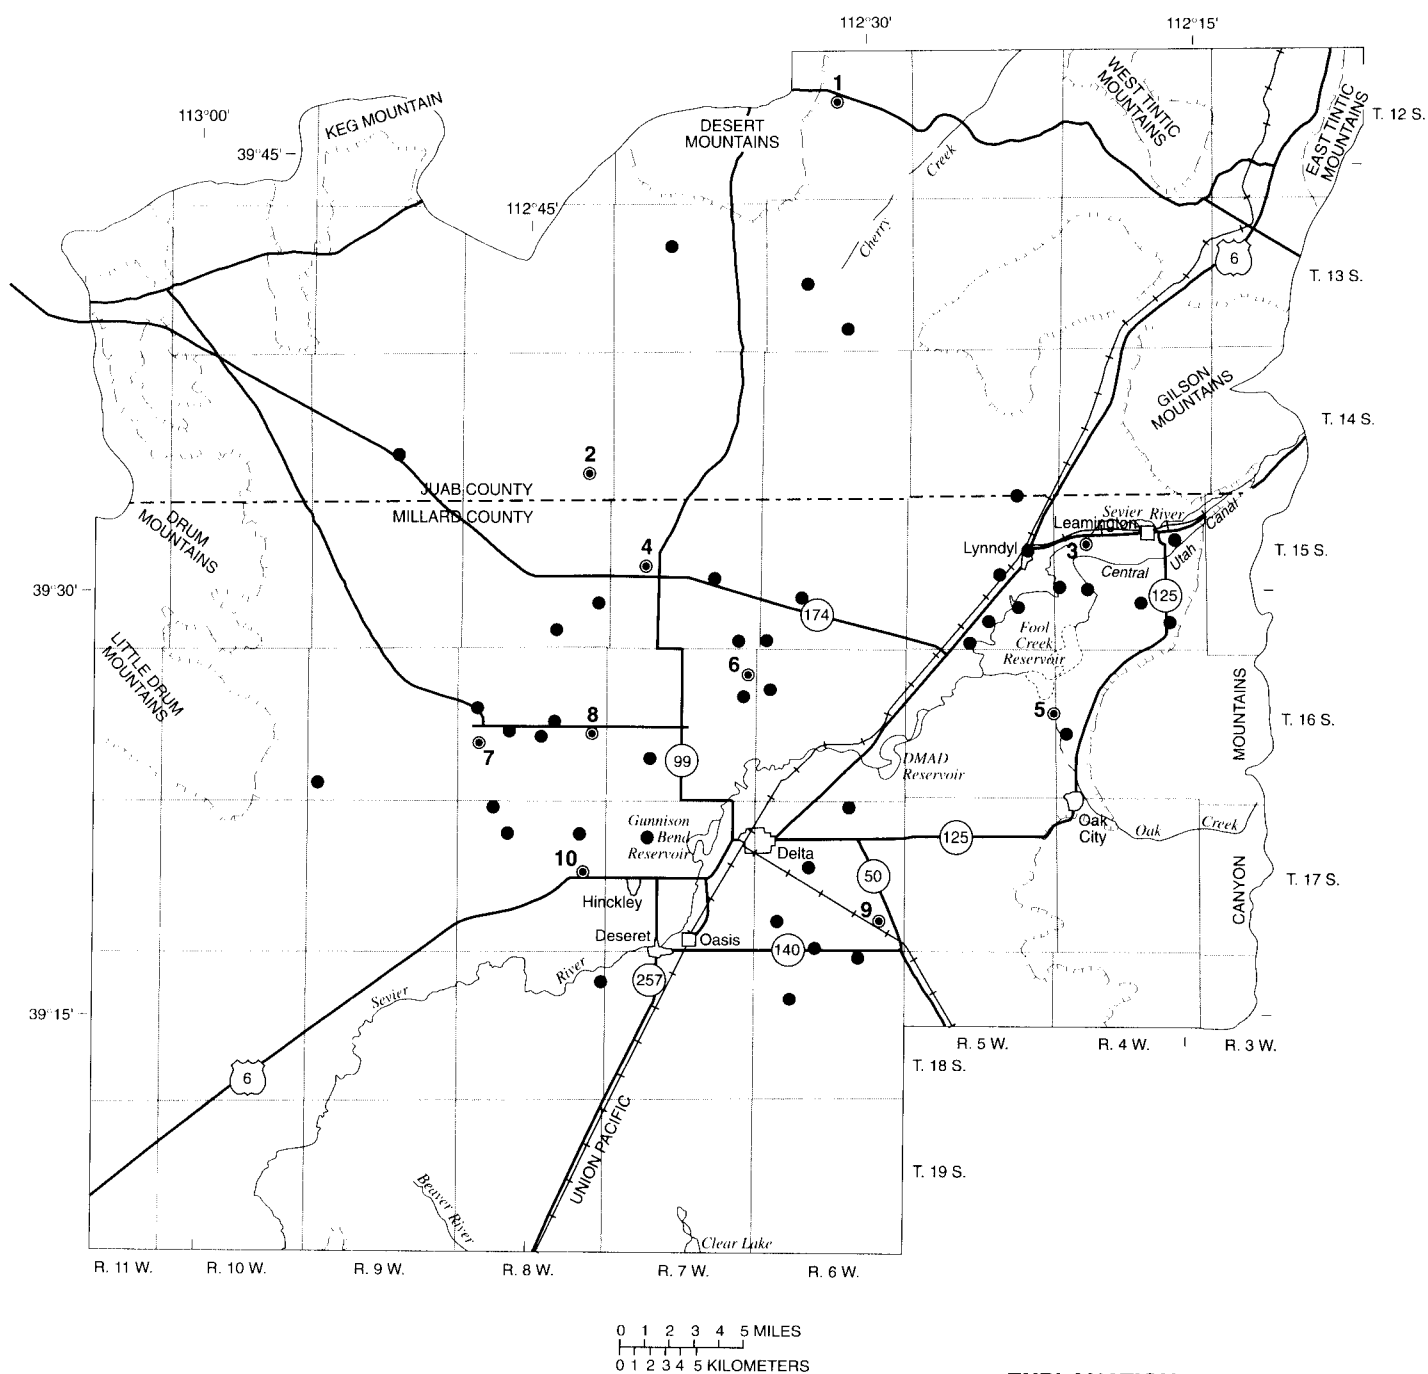 112°30'
112°15'
1
WEST TINTIC
MOUNTAINS
EAST TINTIC
MOUNTAINS
T. 12 S.
113°00'
KEG MOUNTAIN
DESERT
MOUNTAINS
39°45'
Creek
112°45'
Cherry
6
T. 13 S.
GILSON
MOUNTAINS
T. 14 S.
2
JUAB COUNTY
MILLARD COUNTY
DRUM
MOUNTAINS
Sevier River
Leamington
Canal
Lynndyl
3
Utah
Central
T. 15 S.
4
39°30'
125
174
Fool
Creek
Reservoir
LITTLE DRUM
MOUNTAINS
6
5
MOUNTAINS
T. 16 S.
8
7
99
DMAD
Reservoir
Gunnison
Bend
Reservoir
Oak
City
Oak Creek
125
Delta
10
50
T. 17 S.
CANYON
Hinckley
9
Deseret
Oasis
140
257
River
Sevier
39°15'
R. 5 W.
R. 4 W.
R. 3 W.
T. 18 S.
6
UNION PACIFIC
T. 19 S.
Beaver River
Clear Lake
R. 11 W.
R. 10 W.
R. 9 W.
R. 8 W.
R. 7 W.
R. 6 W.
0 1 2 3 4 5 MILES
0 1 2 3 4 5 KILOMETERS